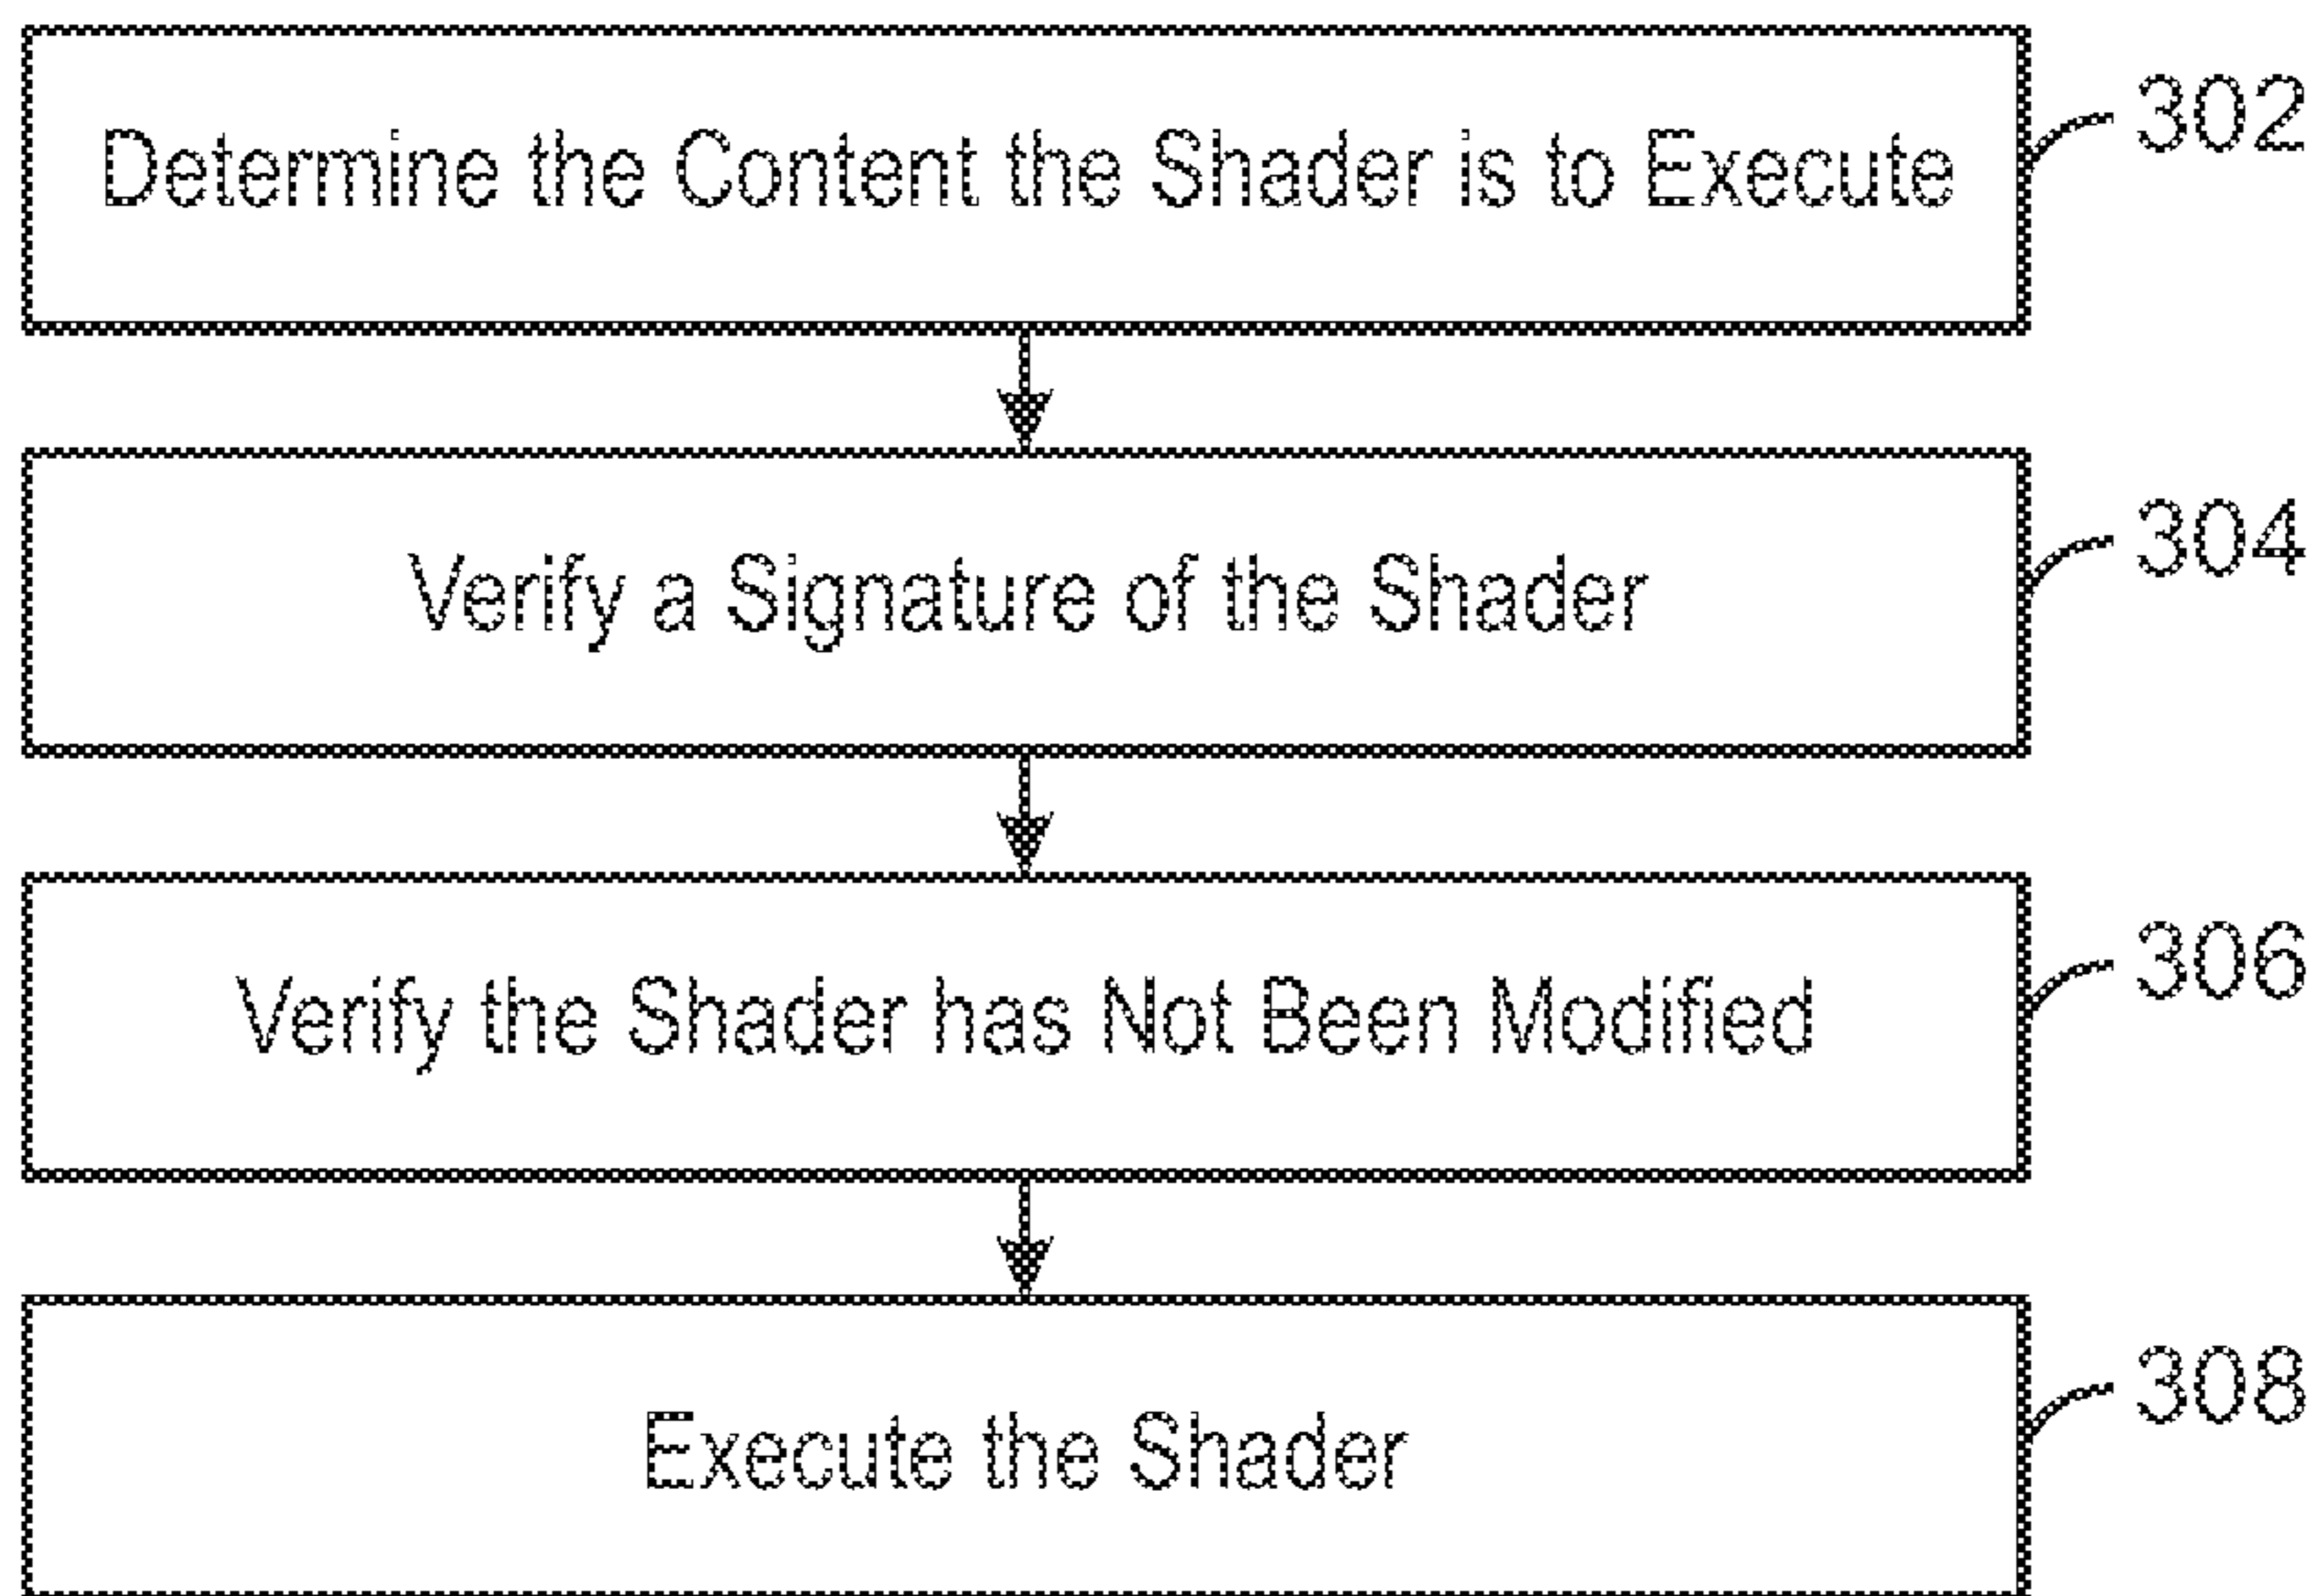 Determine the Content the Shader is to Execute
302
Verify a Signature of the Shader
304
Verify the Shader has Not Been Modified
306
Execute the Shader
308